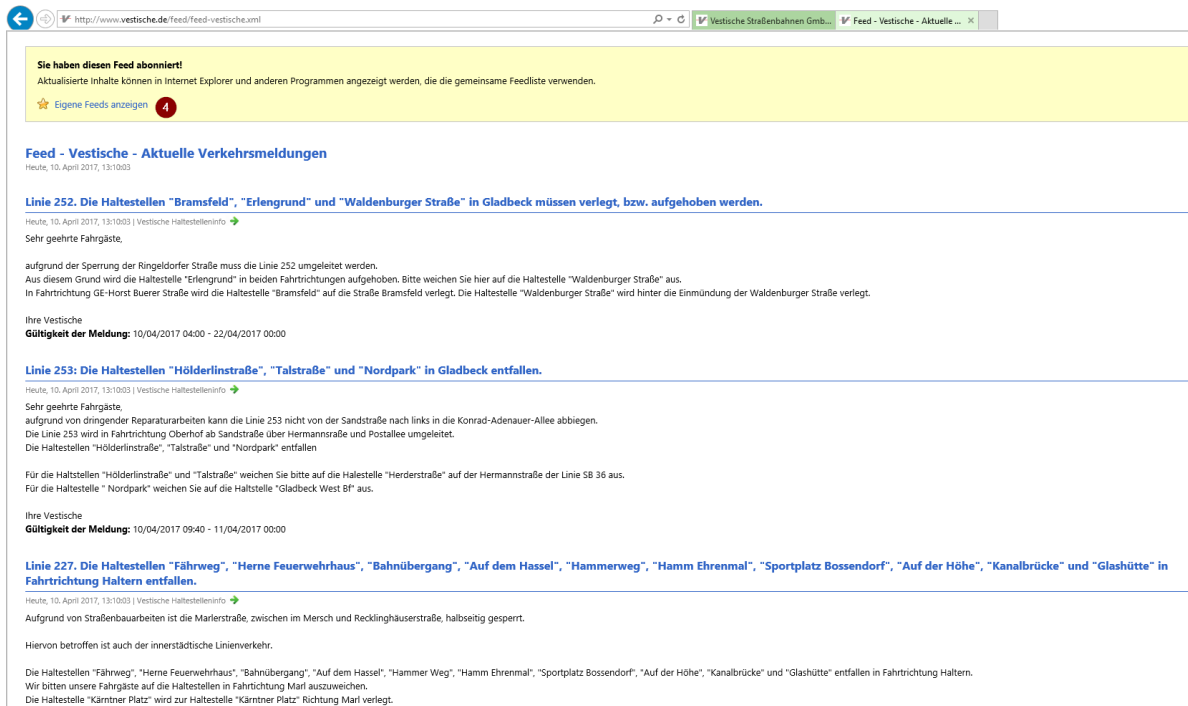 http://www.vestische.de/feed/feed-vestische.xml
Vestische Straßenbahnen Gmb...
Feed - Vestische - Aktuelle ...
Sie haben diesen Feed abonniert!
Aktualisierte Inhalte können in Internet Explorer und anderen Programmen angezeigt werden, die die gemeinsame Feedliste verwenden.
Eigene Feeds anzeigen 4
Feed - Vestische - Aktuelle Verkehrsmeldungen
Heute, 10. April 2017, 13:10:03
Linie 252. Die Haltestellen "Bramsfeld", "Erlengrund" und "Waldenburger Straße" in Gladbeck müssen verlegt, bzw. aufgehoben werden.
Heute, 10. April 2017, 13:10:03 | Vestische Haltestelleninfo
Sehr geehrte Fahrgäste,
aufgrund der Sperrung der Ringeldorfer Straße muss die Linie 252 umgeleitet werden.
Aus diesem Grund wird die Haltestelle "Erlengrund" in beiden Fahrtrichtungen aufgehoben. Bitte weichen Sie hier auf die Haltestelle "Waldenburger Straße" aus.
In Fahrtrichtung GE-Horst Buerer Straße wird die Haltestelle "Bramsfeld" auf die Straße Bramsfeld verlegt. Die Haltestelle "Waldenburger Straße" wird hinter die Einmündung der Waldenburger Straße verlegt.
Ihre Vestische
Gültigkeit der Meldung: 10/04/2017 04:00 - 22/04/2017 00:00
Linie 253: Die Haltestellen "Hölderlinstraße", "Talstraße" und "Nordpark" in Gladbeck entfallen.
Heute, 10. April 2017, 13:10:03 | Vestische Haltestelleninfo
Sehr geehrte Fahrgäste,
aufgrund von dringender Reparaturarbeiten kann die Linie 253 nicht von der Sandstraße nach links in die Konrad-Adenauer-Allee abbiegen.
Die Linie 253 wird in Fahrtrichtung Oberhof ab Sandstraße über Hermannsraße und Postallee umgeleitet.
Die Haltestellen "Hölderlinstraße", "Talstraße" und "Nordpark" entfallen
Für die Haltstellen "Hölderlinstraße" und "Talstraße" weichen Sie bitte auf die Halestelle "Herderstraße" auf der Hermannstraße der Linie SB 36 aus.
Für die Haltestelle " Nordpark" weichen Sie auf die Haltstelle "Gladbeck West Bf" aus.
Ihre Vestische
Gültigkeit der Meldung: 10/04/2017 09:40 - 11/04/2017 00:00
Linie 227. Die Haltestellen "Fährweg", "Herne Feuerwehrhaus", "Bahnübergang", "Auf dem Hassel", "Hammerweg", "Hamm Ehrenmal", "Sportplatz Bossendorf", "Auf der Höhe", "Kanalbrücke" und "Glashütte" in
Fahrtrichtung Haltern entfallen.
Heute, 10. April 2017, 13:10:03 | Vestische Haltestelleninfo
Aufgrund von Straßenbauarbeiten ist die Marlerstraße, zwischen im Mersch und Recklinghäuserstraße, halbseitig gesperrt.
Hiervon betroffen ist auch der innerstädtische Linienverkehr.
Die Haltestellen "Fährweg", "Herne Feuerwehrhaus", "Bahnübergang", "Auf dem Hassel", "Hammer Weg", "Hamm Ehrenmal", "Sportplatz Bossendorf", "Auf der Höhe", "Kanalbrücke" und "Glashütte" entfallen in Fahrtrichtung Haltern.
Wir bitten unsere Fahrgäste auf die Haltestellen in Fahrtichtung Marl auszuweichen.
Die Haltestelle "Kärntner Platz" wird zur Haltestelle "Kärntner Platz" Richtung Marl verlegt.